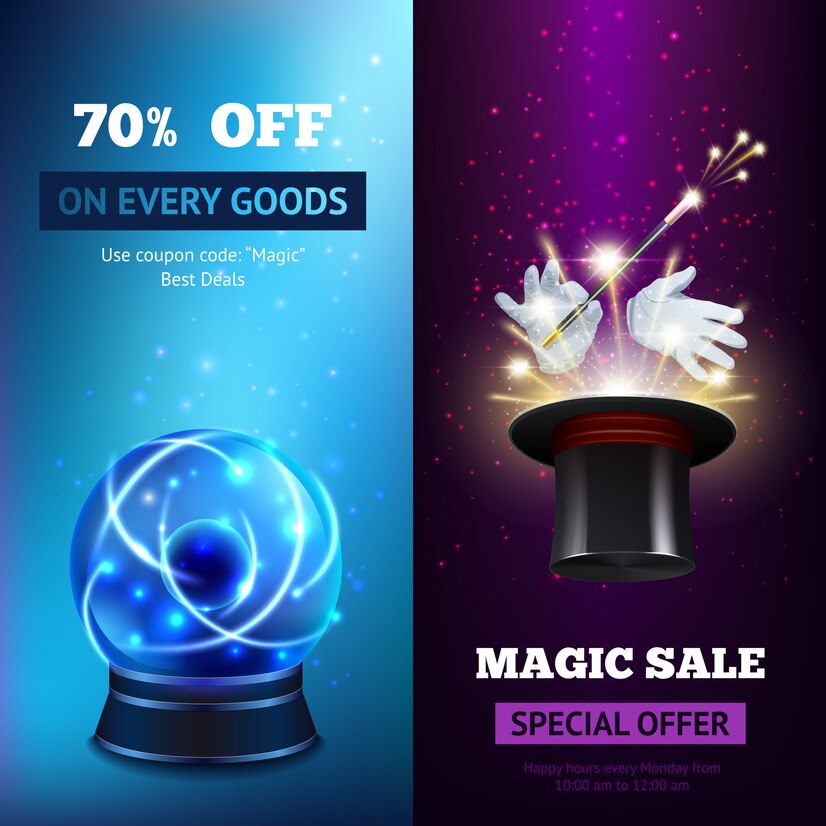 70% OFF
ON EVERY GOODS
Use coupon code: “Magic”
Best Deals
MAGIC SALE
SPECIAL OFFER
Happy hours every Monday from
10:00 am to 12:00 am